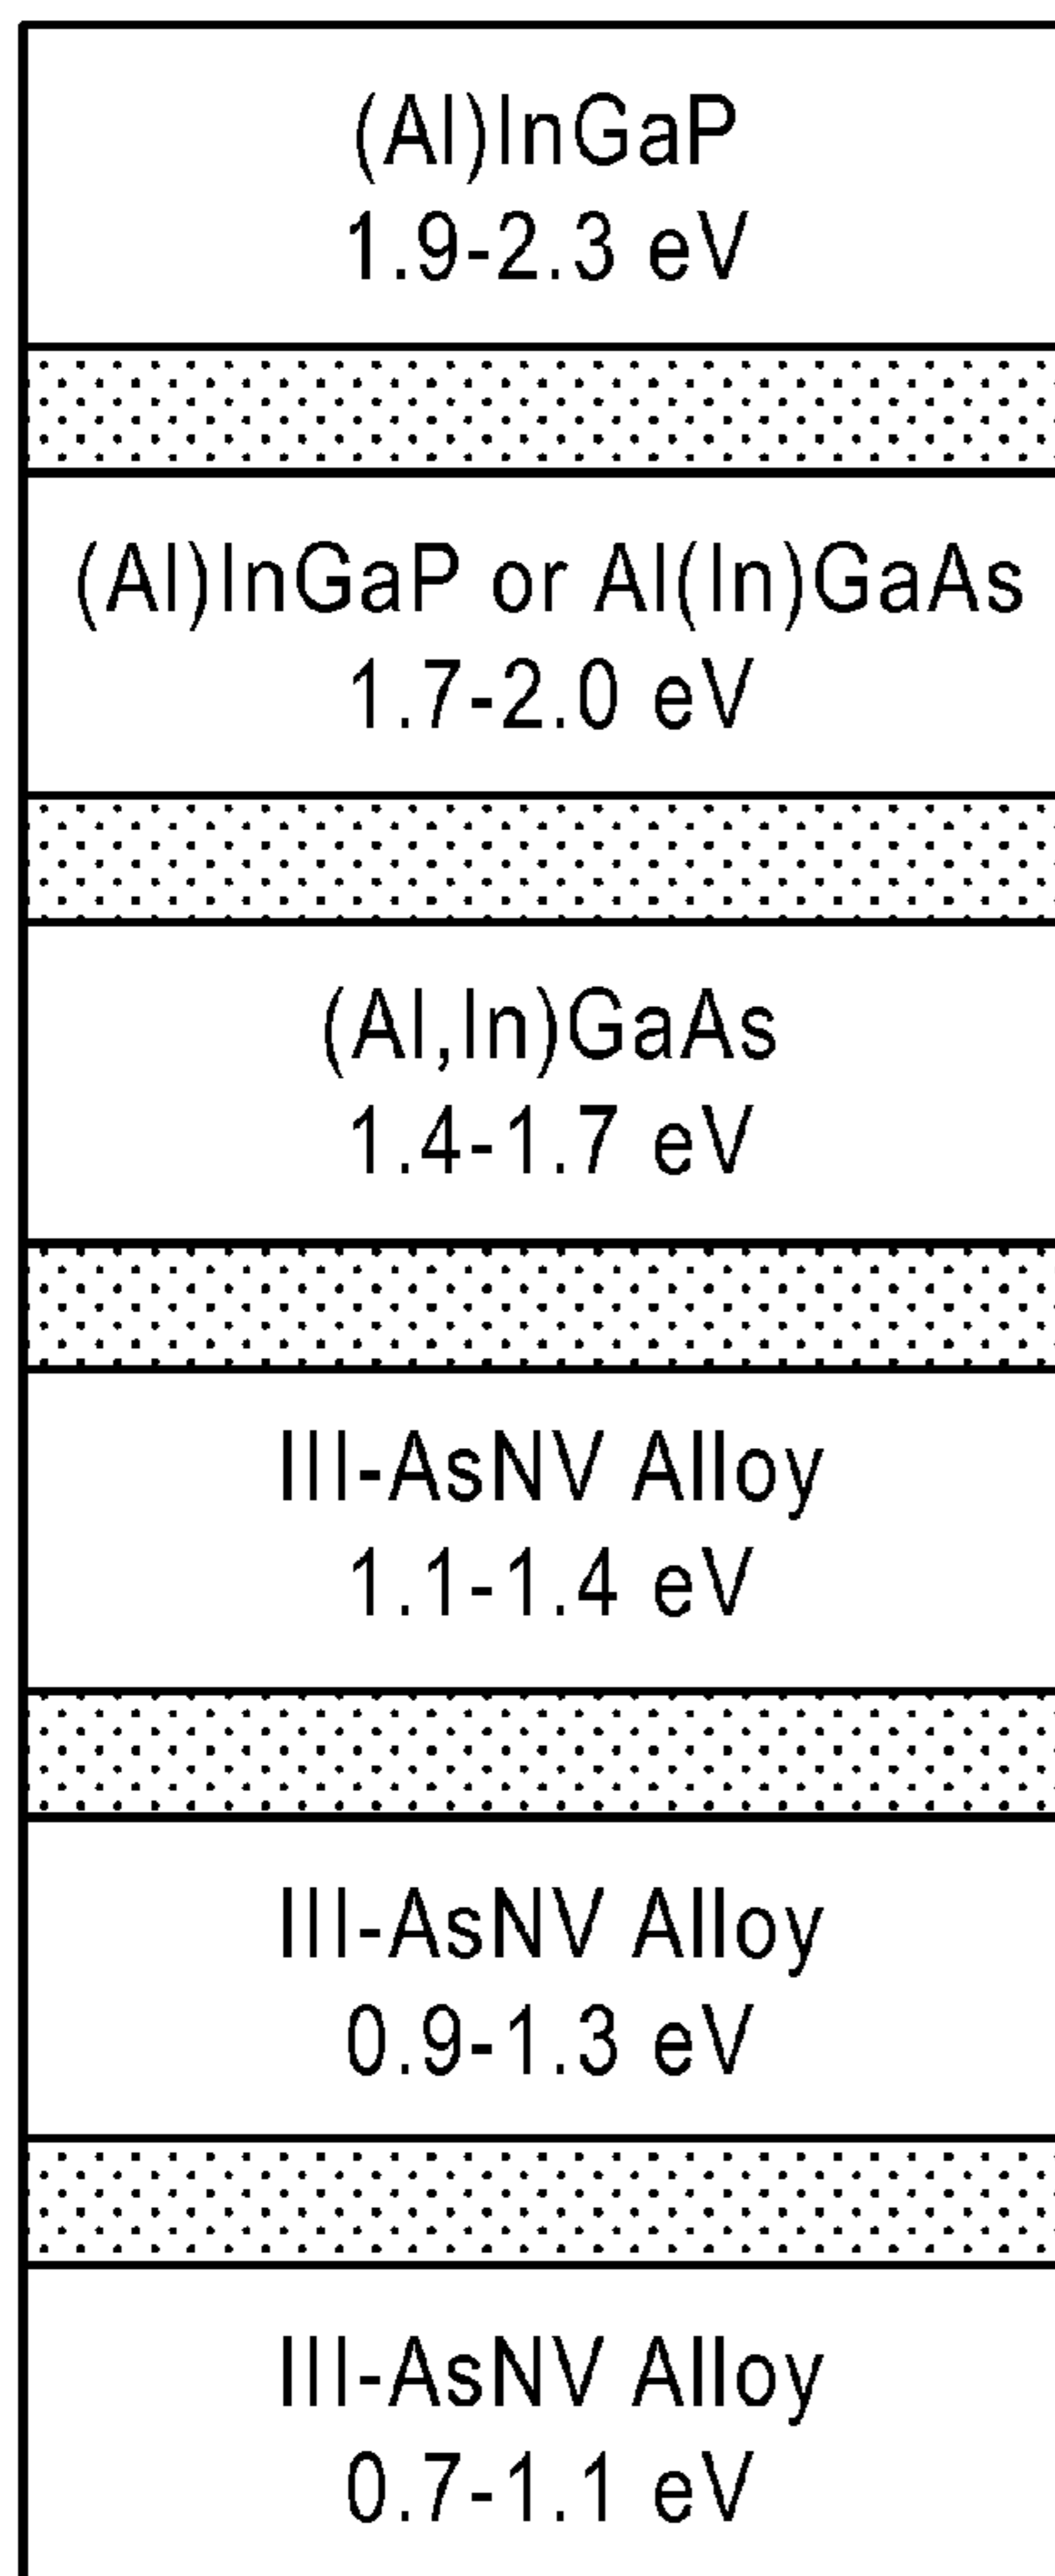 (Al)InGaP
1.9-2.3 eV
(Al)InGaP or Al(In)GaAs
1.7-2.0 eV
(Al,In)GaAs
1.4-1.7 eV
III-AsNV Alloy
1.1-1.4 eV
III-AsNV Alloy
0.9-1.3 eV
III-AsNV Alloy
0.7-1.1 eV